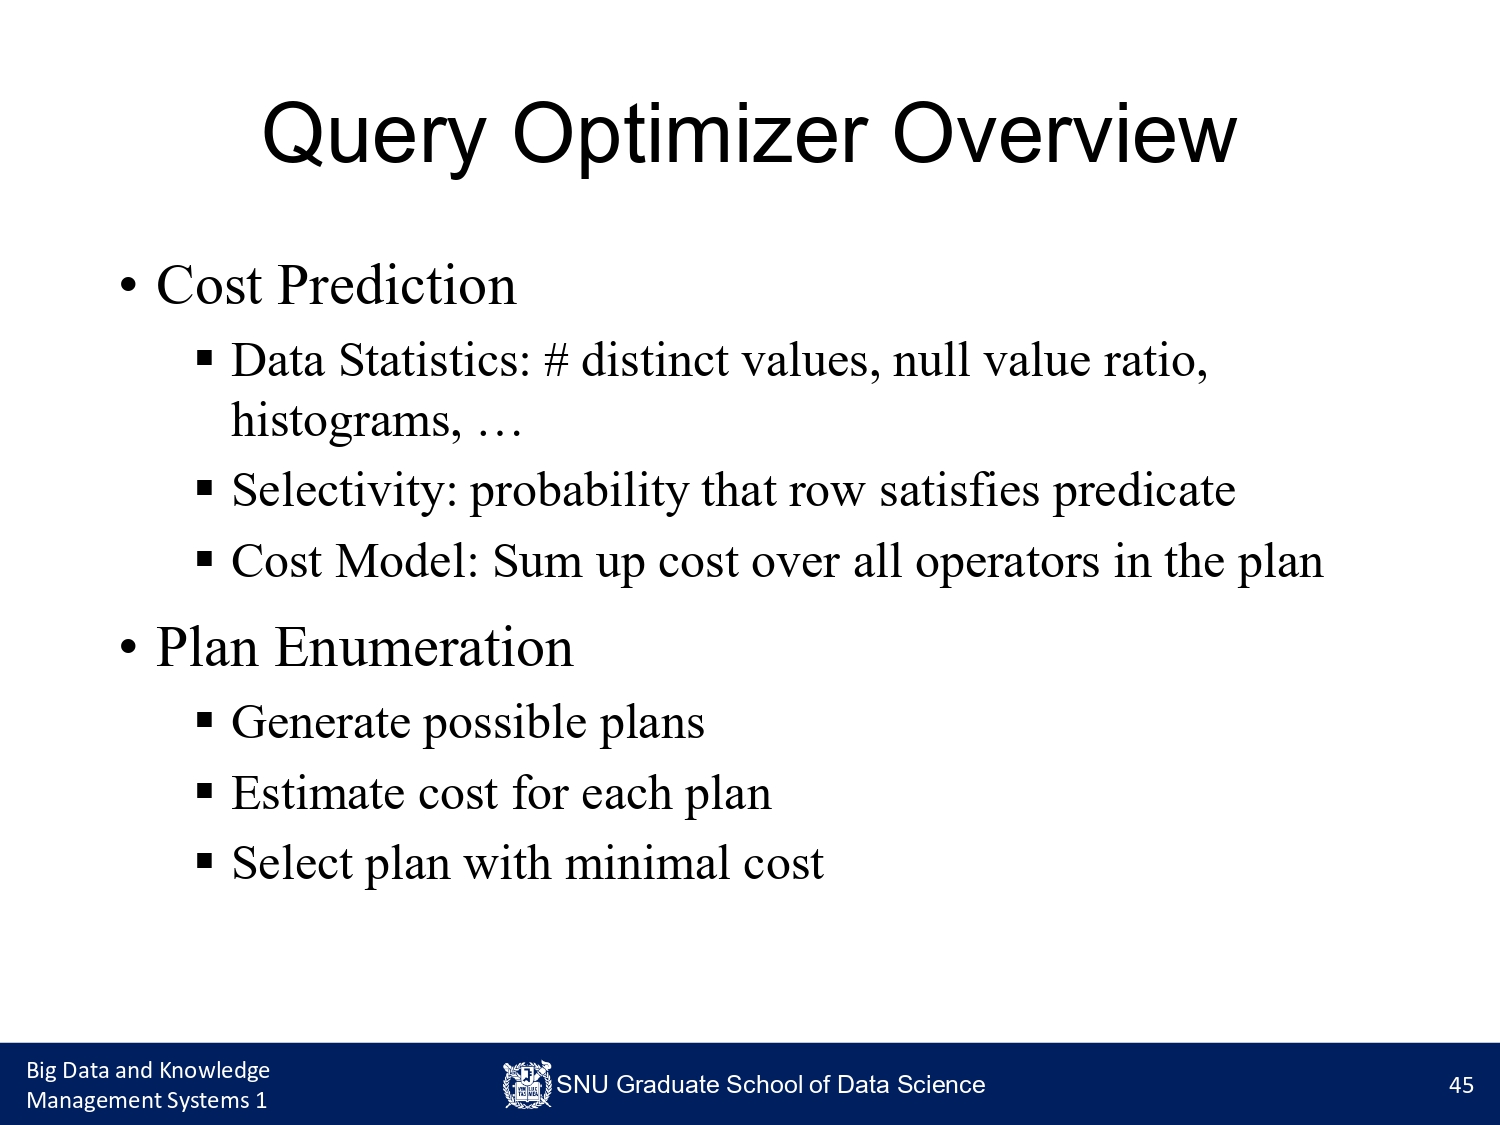 Query Optimizer Overview
• Cost Prediction
▪ Data Statistics: # distinct values, null value ratio,
histograms, …
▪ Selectivity: probability that row satisfies predicate
▪ Cost Model: Sum up cost over all operators in the plan
• Plan Enumeration
▪ Generate possible plans
▪ Estimate cost for each plan
▪ Select plan with minimal cost
Big Data and Knowledge
Management Systems 1
SNU Graduate School of Data Science
45